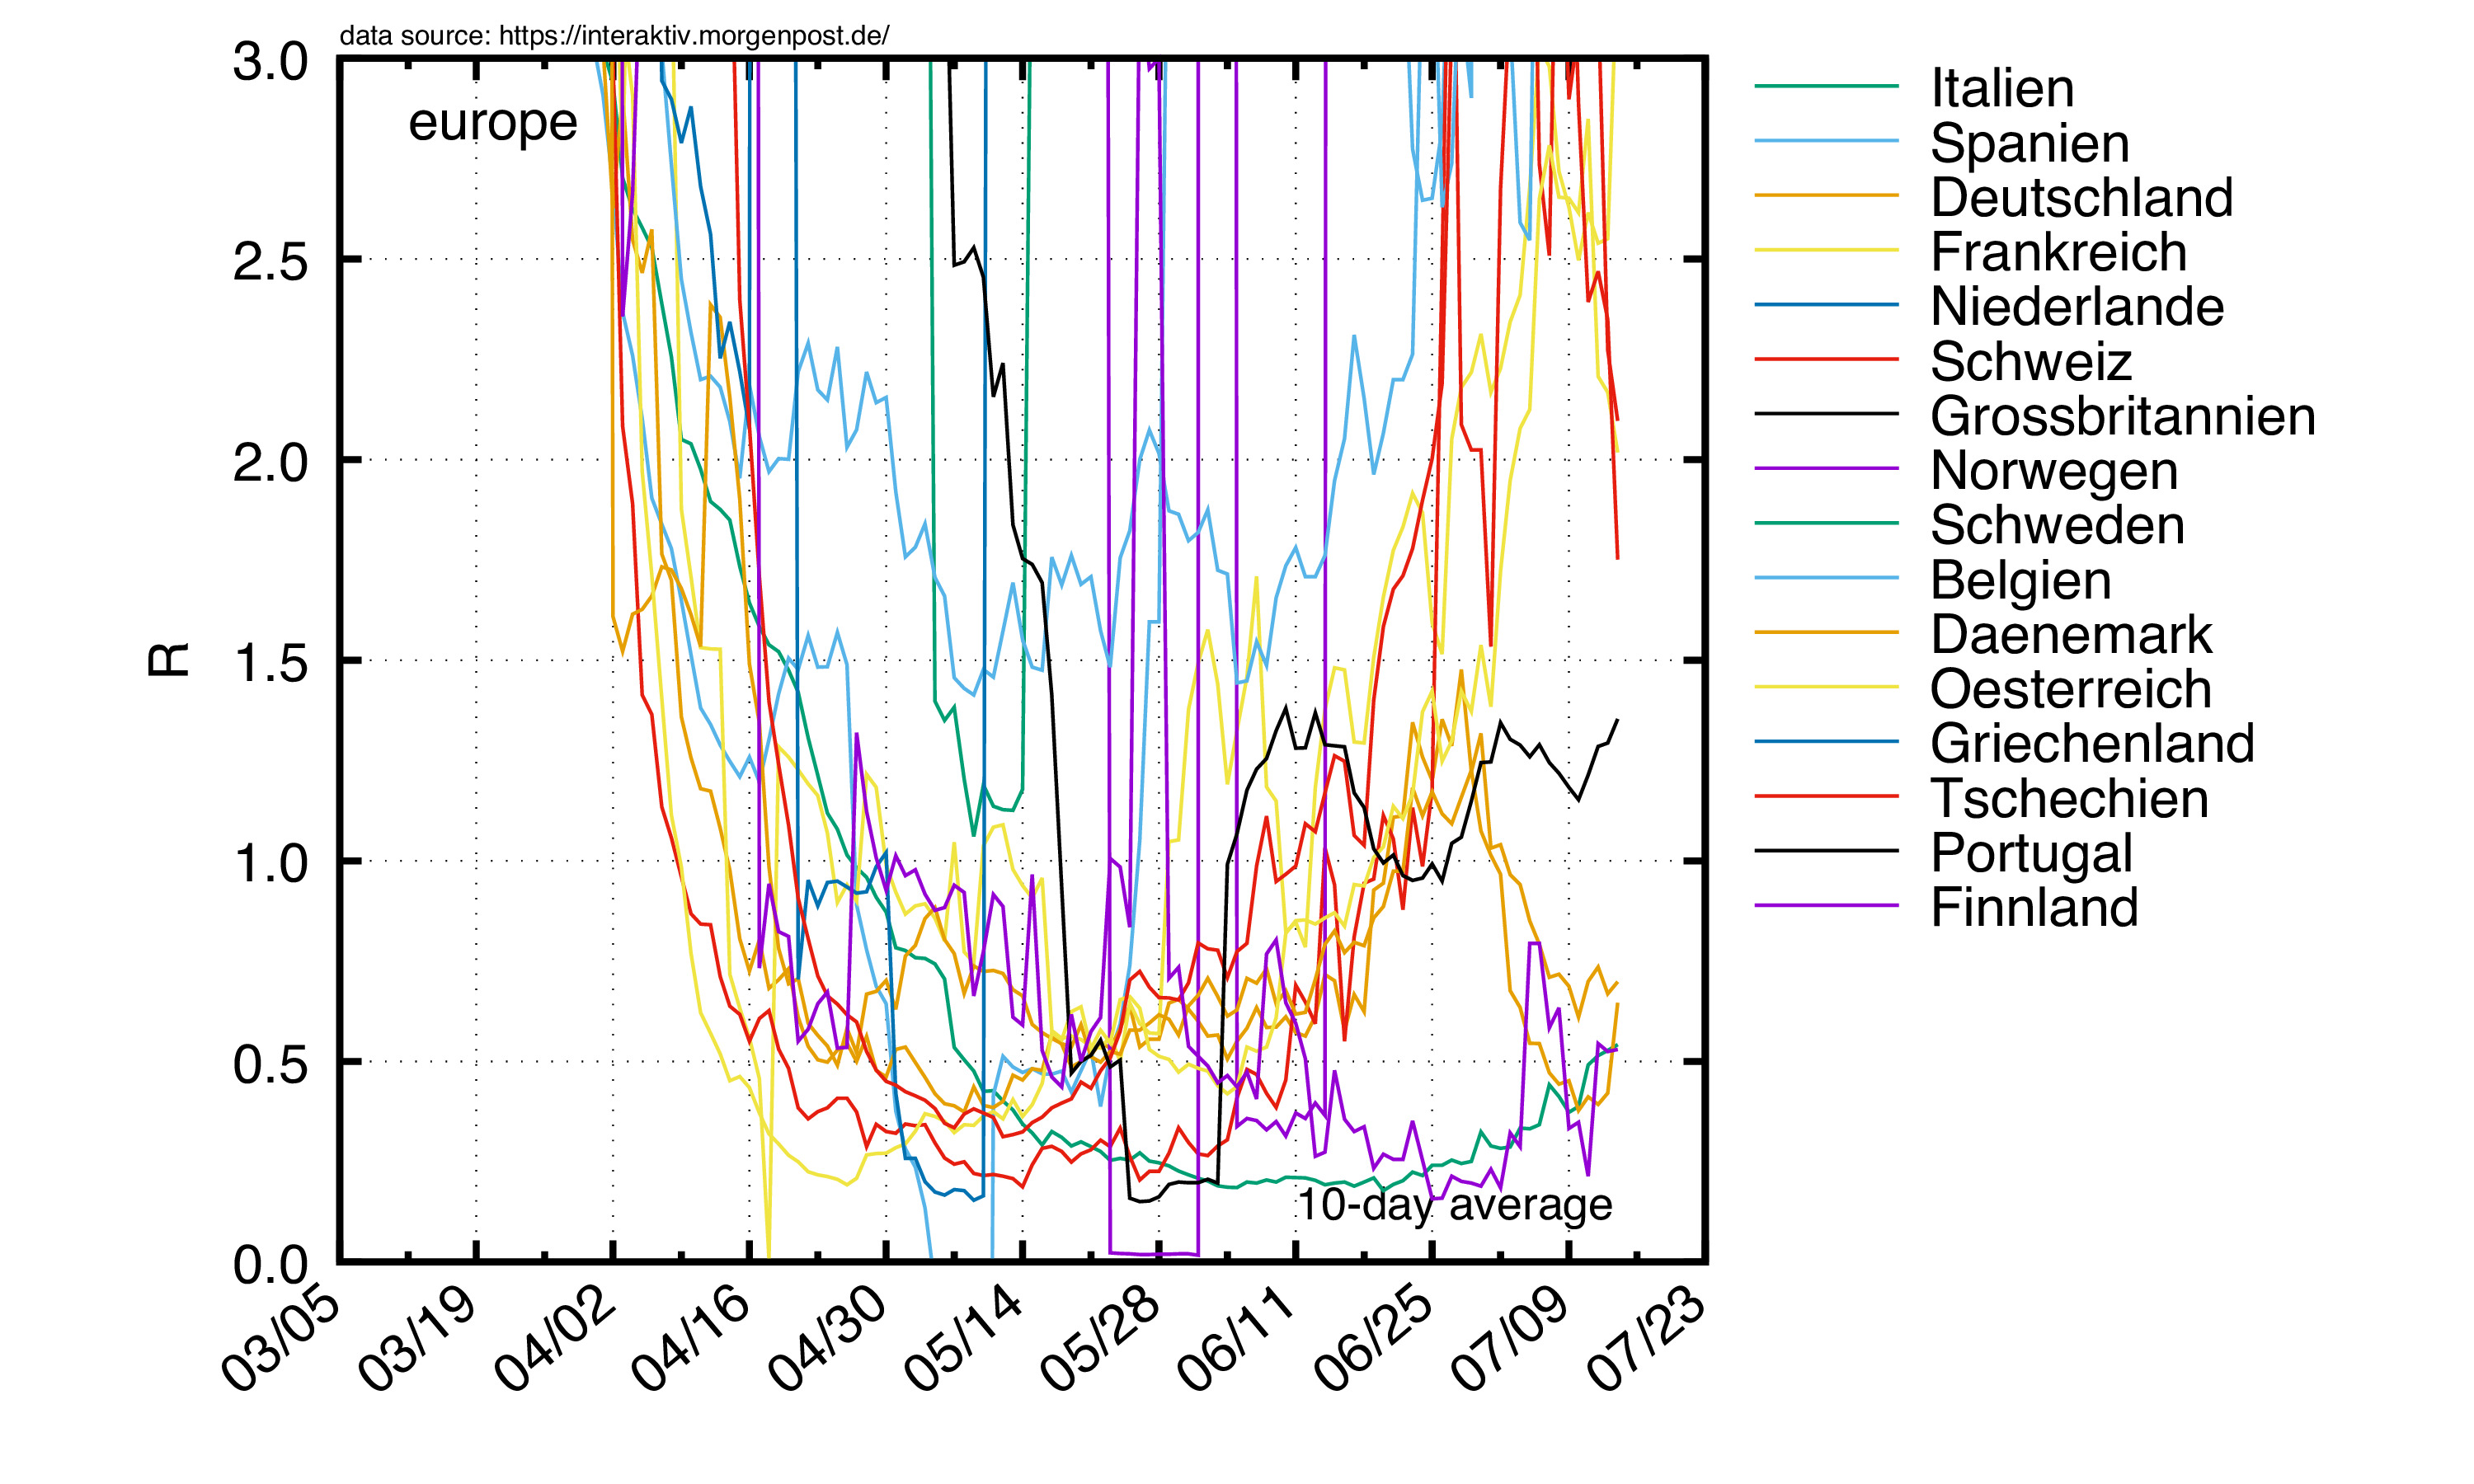 data source: https://interaktiv.morgenpost.de/
europe
3.0
2.5
2.0
1.5
1.0
0.5
0.0
R
10-day average
03/05
03/19
04/02
04/16
04/30
05/14
05/28
06/11
06/25
07/09
07/23
Italien
Spanien
Deutschland
Frankreich
Niederlande
Schweiz
Grossbritannien
Norwegen
Schweden
Belgien
Daenemark
Oesterreich
Griechenland
Tschechien
Portugal
Finnland